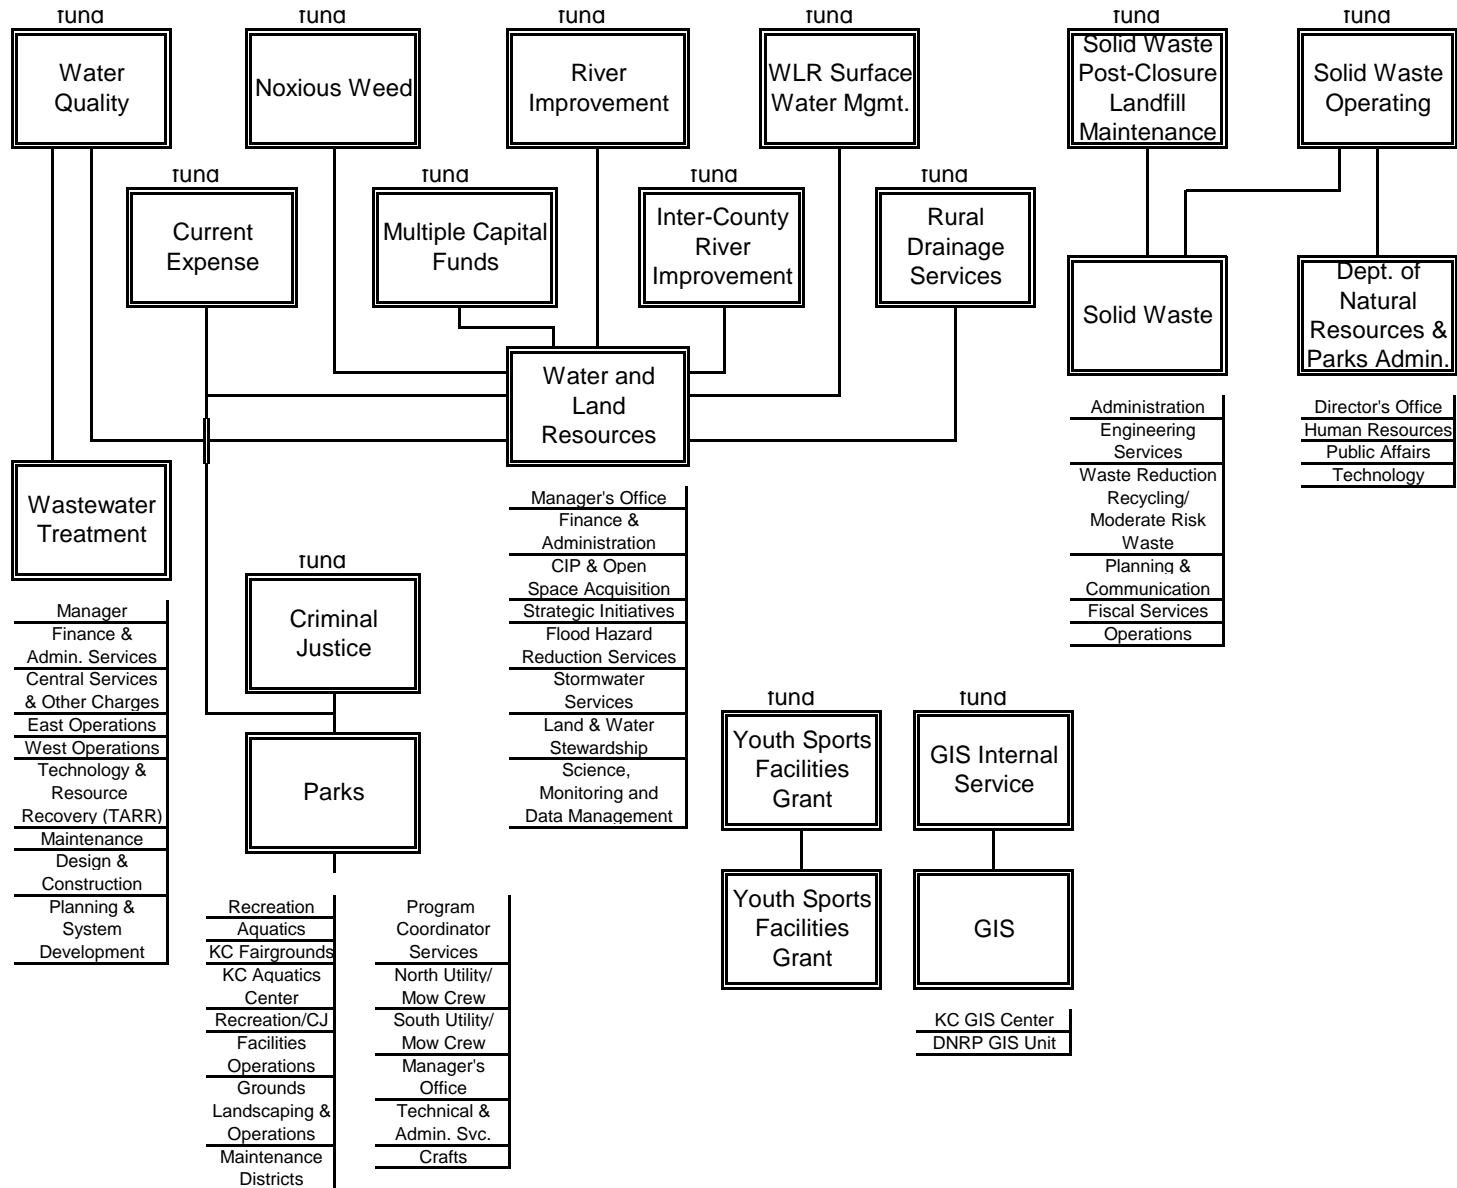 fund
fund
fund
fund
fund
fund
Water
Quality
Noxious Weed
River
Improvement
WLR Surface
Water Mgmt.
Solid Waste
Post-Closure
Landfill
Maintenance
Solid Waste
Operating
fund
fund
fund
fund
Current
Expense
Multiple Capital
Funds
Inter-County
River
Improvement
Rural
Drainage
Services
Solid Waste
Dept. of
Natural
Resources &
Parks Admin.
Water and
Land
Resources
Administration
Engineering
Services
Waste Reduction
Recycling/
Moderate Risk
Waste
Planning &
Communication
Fiscal Services
Operations
Director's Office
Human Resources
Public Affairs
Technology
Wastewater
Treatment
Manager
Finance &
Admin. Services
Central Services
& Other Charges
East Operations
West Operations
Technology &
Resource
Recovery (TARR)
Maintenance
Design &
Construction
Planning &
System
Development
Manager's Office
Finance &
Administration
CIP & Open
Space Acquisition
Strategic Initiatives
Flood Hazard
Reduction Services
Stormwater
Services
Land & Water
Stewardship
Science,
Monitoring and
Data Management
fund
Criminal
Justice
Parks
Recreation
Aquatics
KC Fairgrounds
KC Aquatics
Center
Recreation/CJ
Facilities
Operations
Grounds
Landscaping &
Operations
Maintenance
Districts
Program
Coordinator
Services
North Utility/
Mow Crew
South Utility/
Mow Crew
Manager's
Office
Technical &
Admin. Svc.
Crafts
fund
Youth Sports
Facilities
Grant
Youth Sports
Facilities
Grant
fund
GIS Internal
Service
GIS
KC GIS Center
DNRP GIS Unit